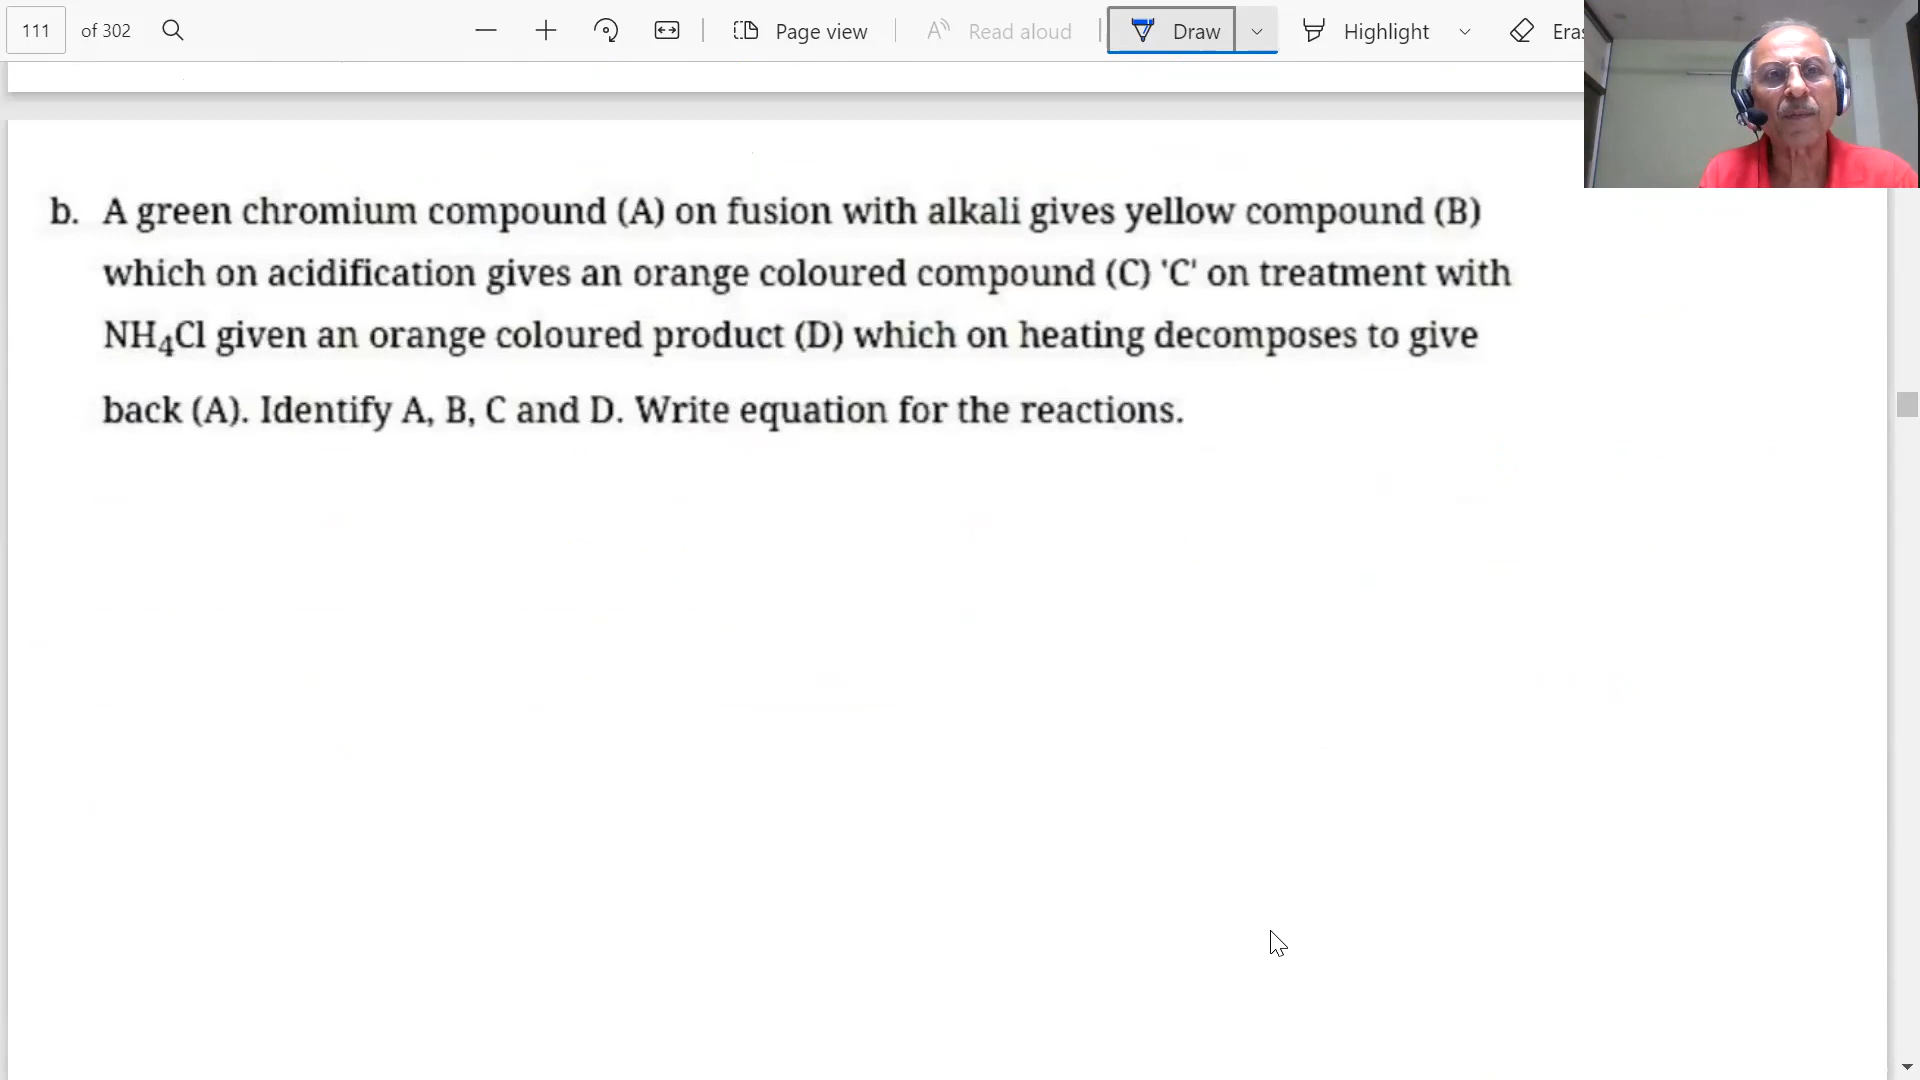 111 of 302 Page view Read aloud Draw Highlight Eras
b. A green chromium compound (A) on fusion with alkali gives yellow compound (B)
which on acidification gives an orange coloured compound (C) 'C' on treatment with
NH₄Cl given an orange coloured product (D) which on heating decomposes to give
back (A). Identify A, B, C and D. Write equation for the reactions.